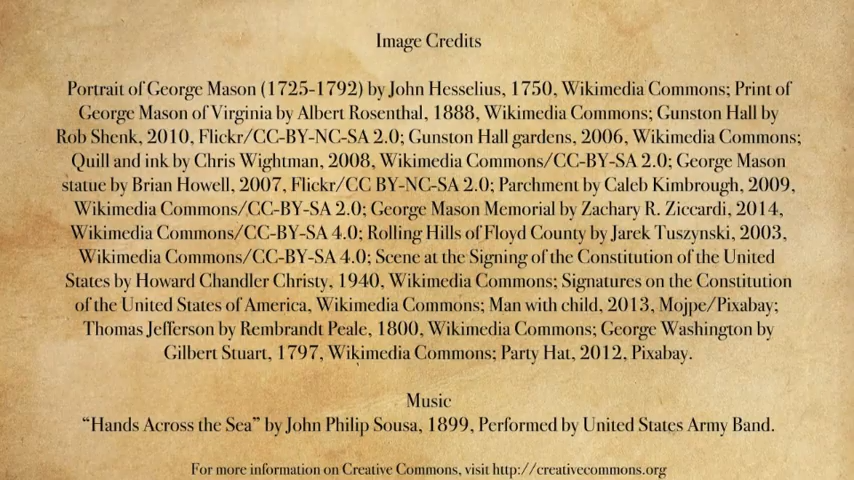 Image Credits
Portrait of George Mason (1725-1792) by John Hesselius, 1750, Wikimedia Commons; Print of
George Mason of Virginia by Albert Rosenthal, 1888, Wikimedia Commons; Gunston Hall by
Rob Shenk, 2010, Flickr/CC-BY-NC-SA 2.0; Gunston Hall gardens, 2006, Wikimedia Commons;
Quill and ink by Chris Wightman, 2008, Wikimedia Commons/CC-BY-SA 2.0; George Mason
statue by Brian Howell, 2007, Flickr/CC BY-NC-SA 2.0; Parchment by Caleb Kimbrough, 2009,
Wikimedia Commons/CC-BY-SA 2.0; George Mason Memorial by Zachary R. Ziccardi, 2014,
Wikimedia Commons/CC-BY-SA 4.0; Rolling Hills of Floyd County by Jarek Tuszynski, 2003,
Wikimedia Commons/CC-BY-SA 4.0; Scene at the Signing of the Constitution of the United
States by Howard Chandler Christy, 1940, Wikimedia Commons; Signatures on the Constitution
of the United States of America, Wikimedia Commons; Man with child, 2013, Mojpe/Pixabay;
Thomas Jefferson by Rembrandt Peale, 1800, Wikimedia Commons; George Washington by
Gilbert Stuart, 1797, Wikimedia Commons; Party Hat, 2012, Pixabay.
Music
“Hands Across the Sea” by John Philip Sousa, 1899, Performed by United States Army Band.
For more information on Creative Commons, visit http://creativecommons.org